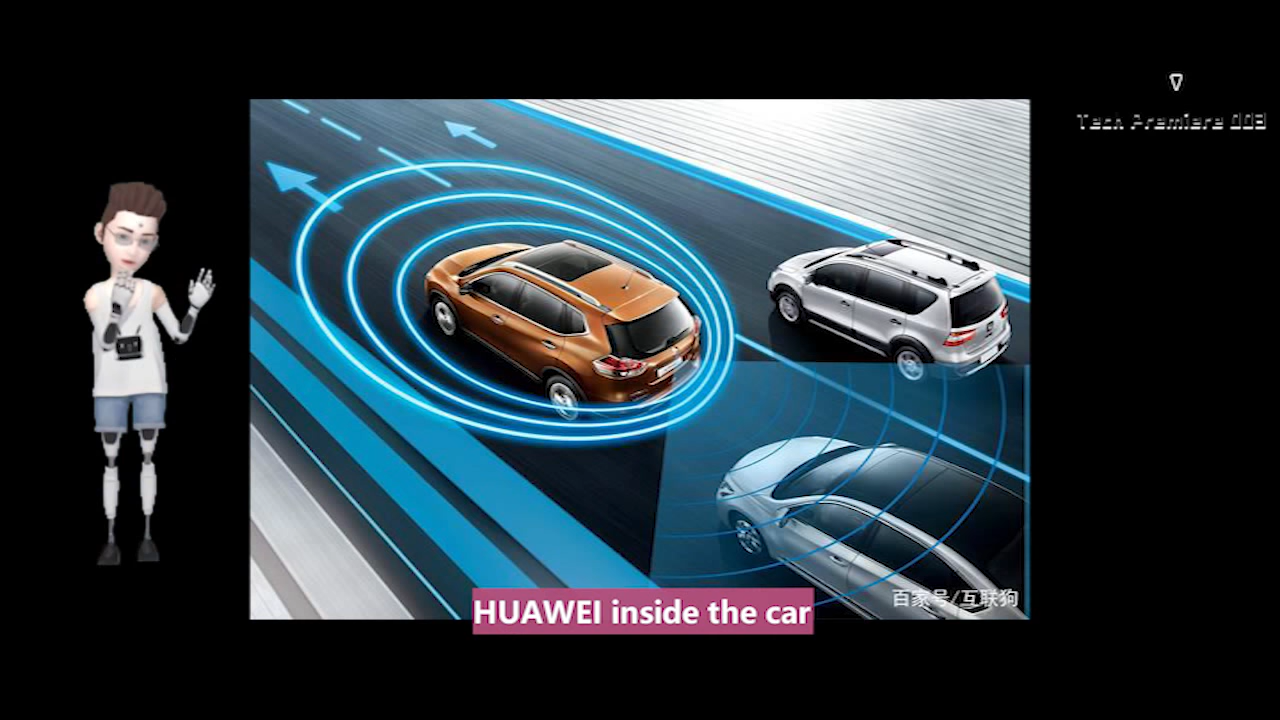 Tech Premiere 003
百家号/互联狗
HUAWEI inside the car